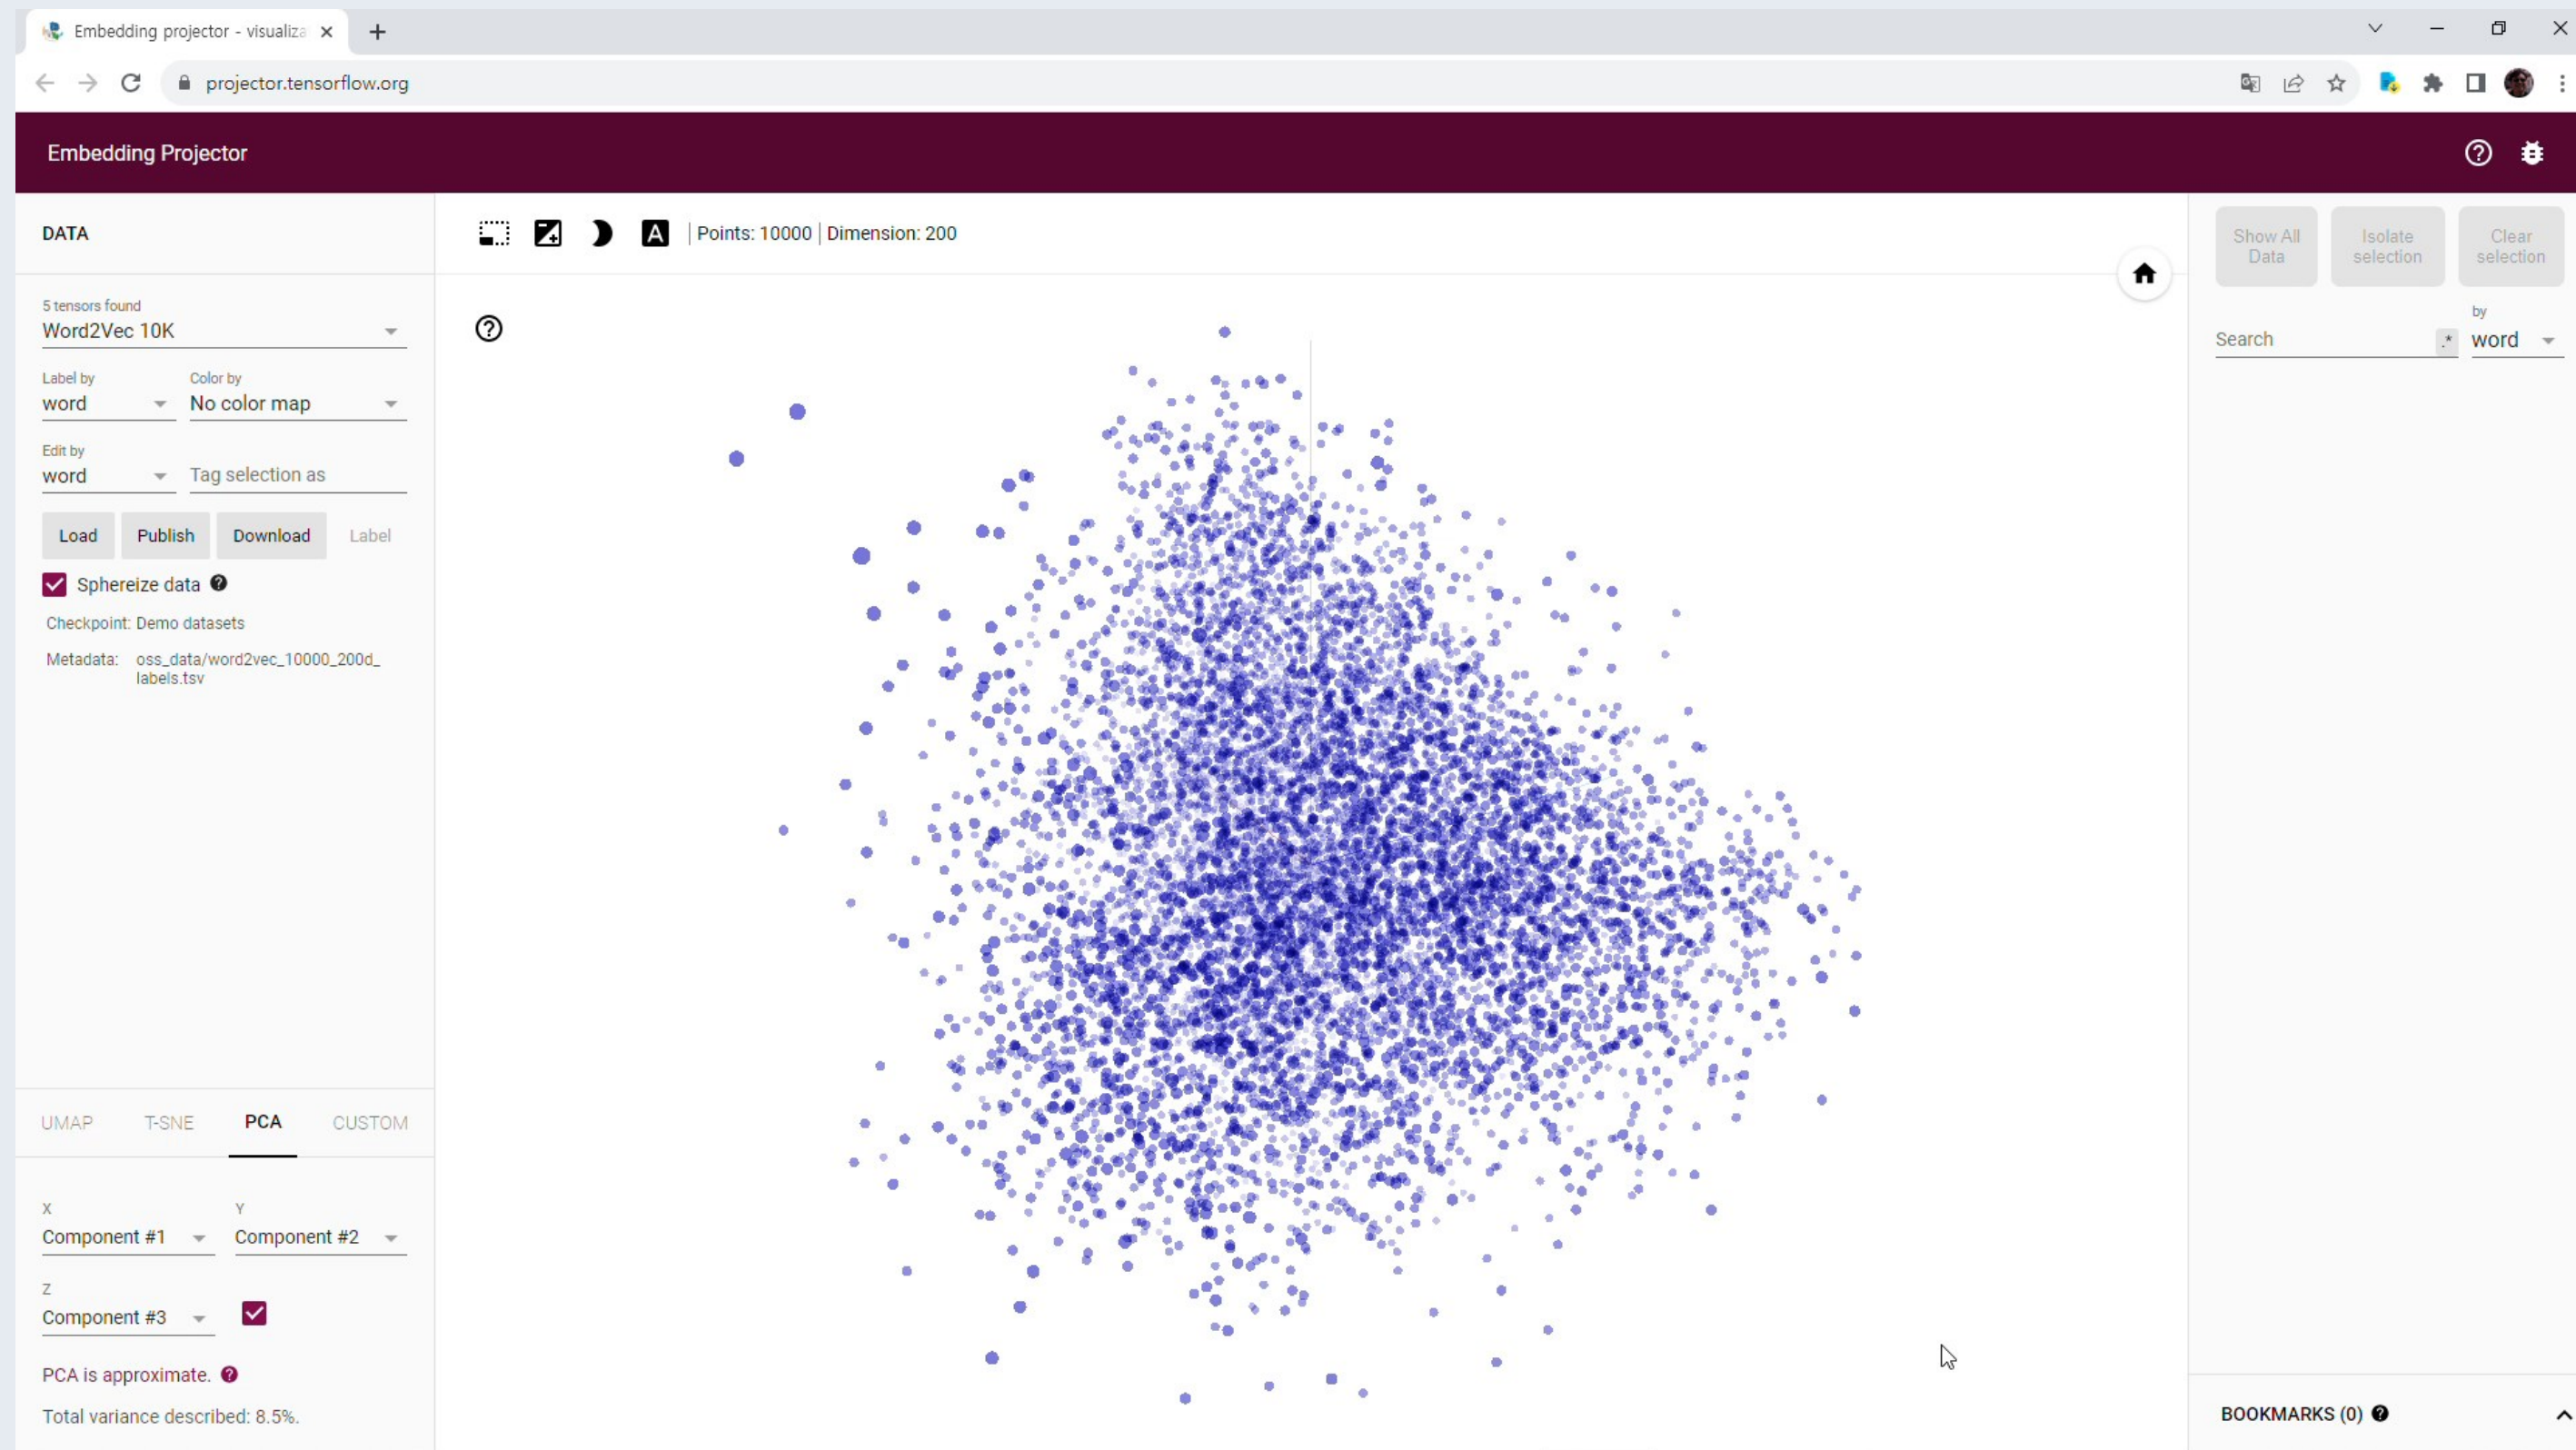 Embedding projector - visualiza
projector.tensorflow.org
Embedding Projector
DATA
Points: 10000 | Dimension: 200
Show All Data
Isolate selection
Clear selection
5 tensors found
Word2Vec 10K
by
Search
.*
word
Label by
Color by
word
No color map
Edit by
word
Tag selection as
Load
Publish
Download
Label
Sphereize data
Checkpoint: Demo datasets
Metadata: oss_data/word2vec_10000_200d_
labels.tsv
UMAP
T-SNE
PCA
CUSTOM
X
Y
Component #1
Component #2
Z
Component #3
PCA is approximate.
Total variance described: 8.5%.
BOOKMARKS (0)